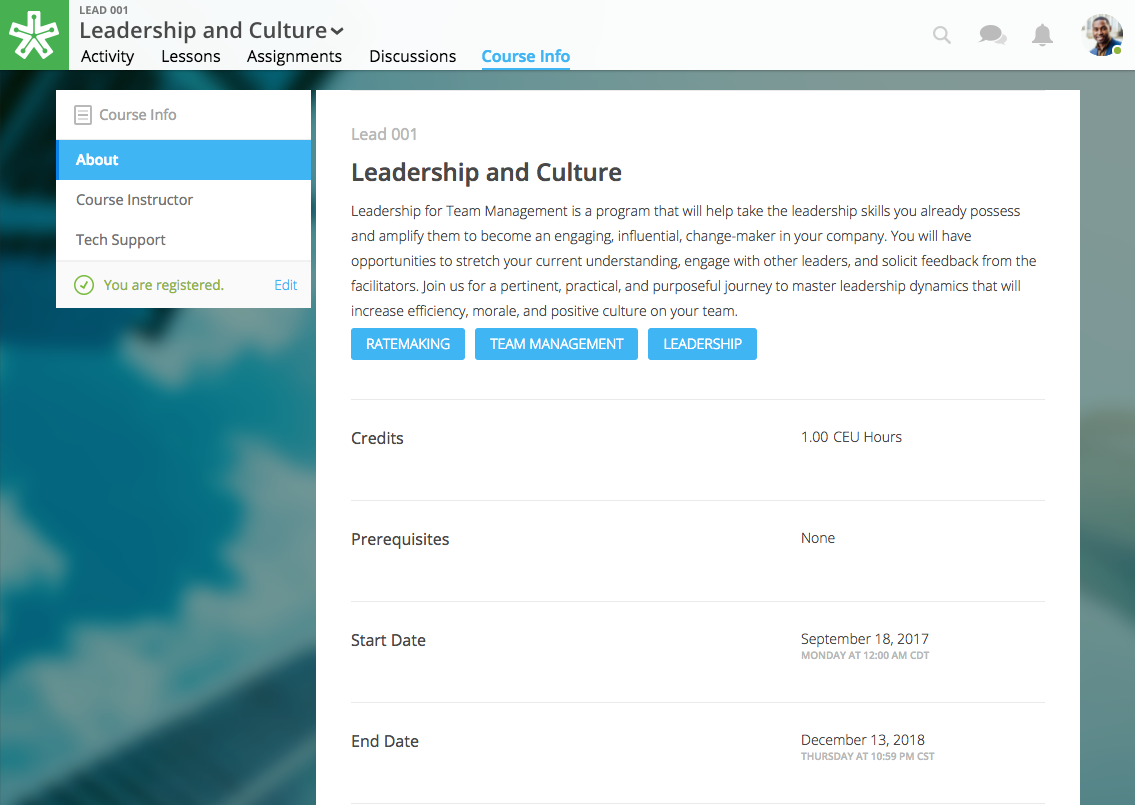 LEAD 001
Leadership and Culture
Activity Lessons Assignments Discussions Course Info
Course Info
About
Course Instructor
Tech Support
You are registered. Edit
Lead 001
Leadership and Culture
Leadership for Team Management is a program that will help take the leadership skills you already possess
and amplify them to become an engaging, influential, change-maker in your company. You will have
opportunities to stretch your current understanding, engage with other leaders, and solicit feedback from the
facilitators. Join us for a pertinent, practical, and purposeful journey to master leadership dynamics that will
increase efficiency, morale, and positive culture on your team.
RATEMAKING TEAM MANAGEMENT LEADERSHIP
Credits 1.00 CEU Hours
Prerequisites None
Start Date September 18, 2017
MONDAY AT 12:00 AM CDT
End Date December 13, 2018
THURSDAY AT 10:59 PM CST